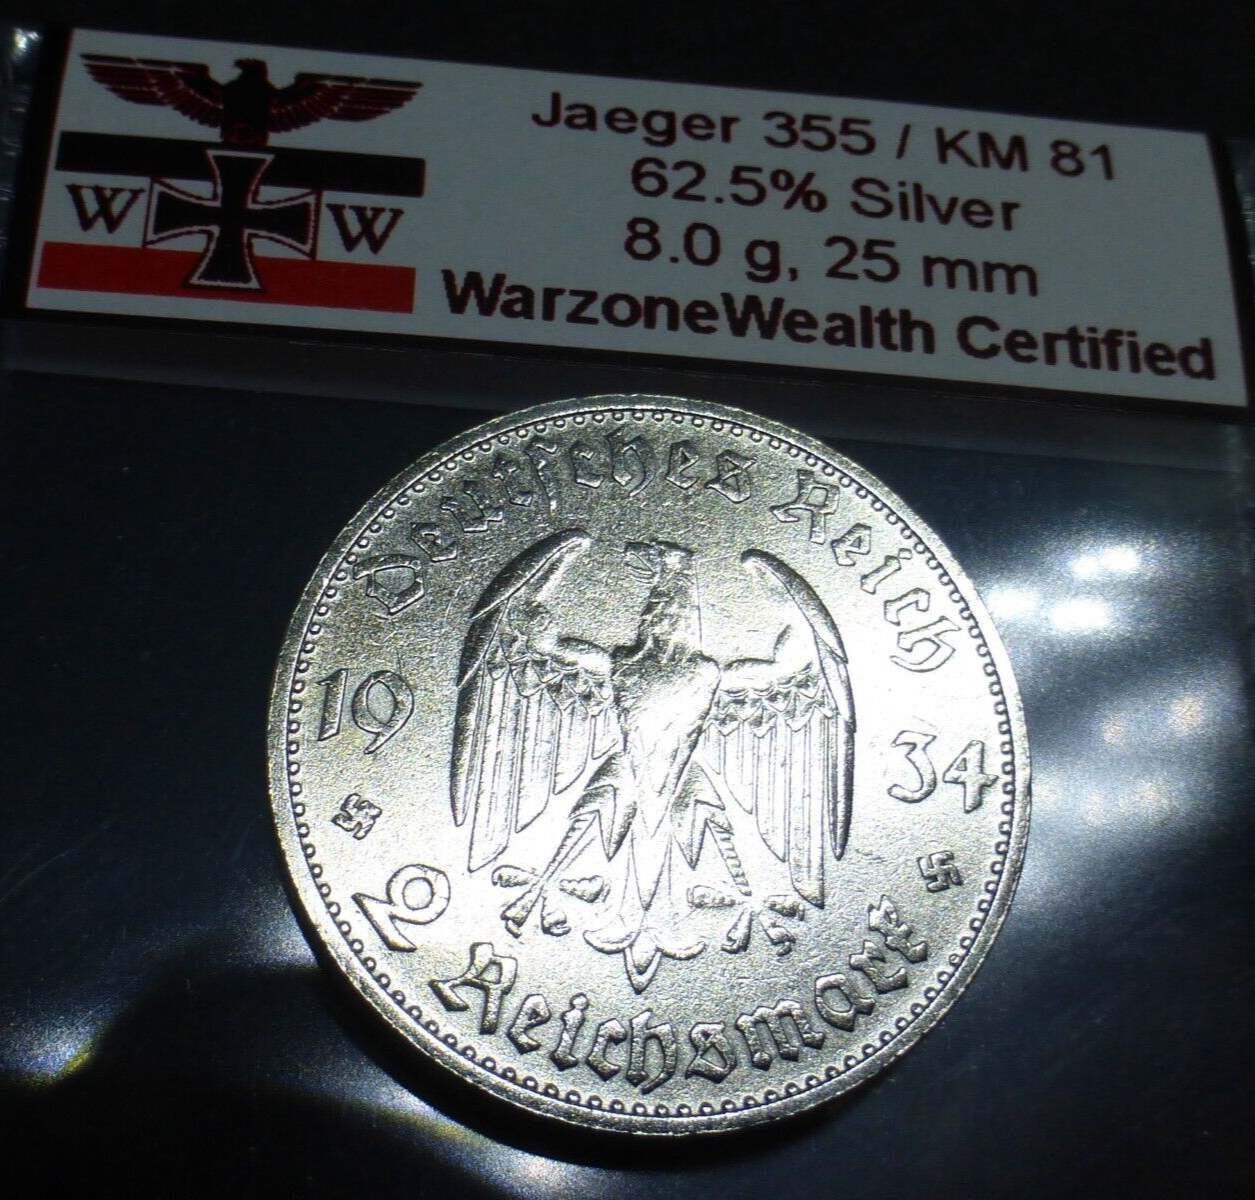 Jaeger 355 / KM 81
62.5% Silver
8.0 g, 25 mm
WarzoneWealth Certified
W W
Deutsches Reich
19 34
2 Reichsmark